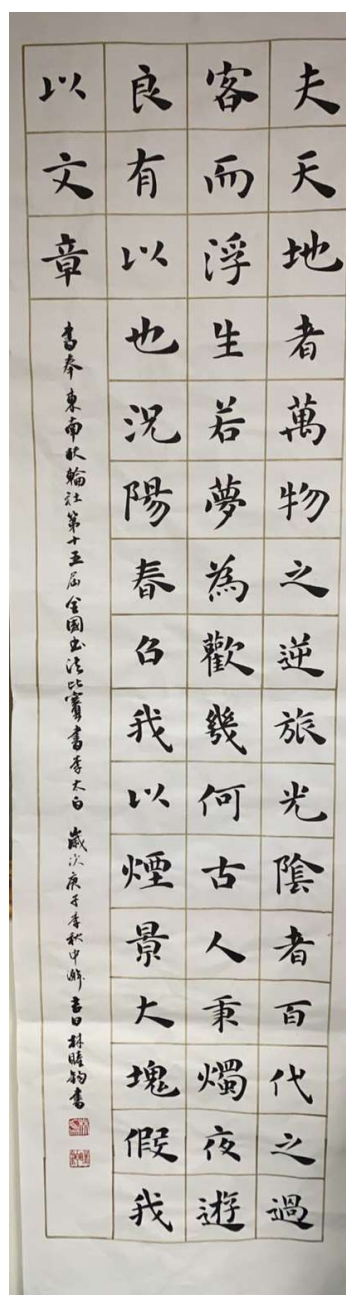 夫天地者萬物之逆旅光陰者百代之過
客而浮生若夢為歡幾何古人秉燭夜遊
良有以也況陽春召我以煙景大塊假我
以文章
書奉東南扶輪社第十五屆全國書法比賽書李太白 歲次庚子季秋中澣吉日林睦鈞書